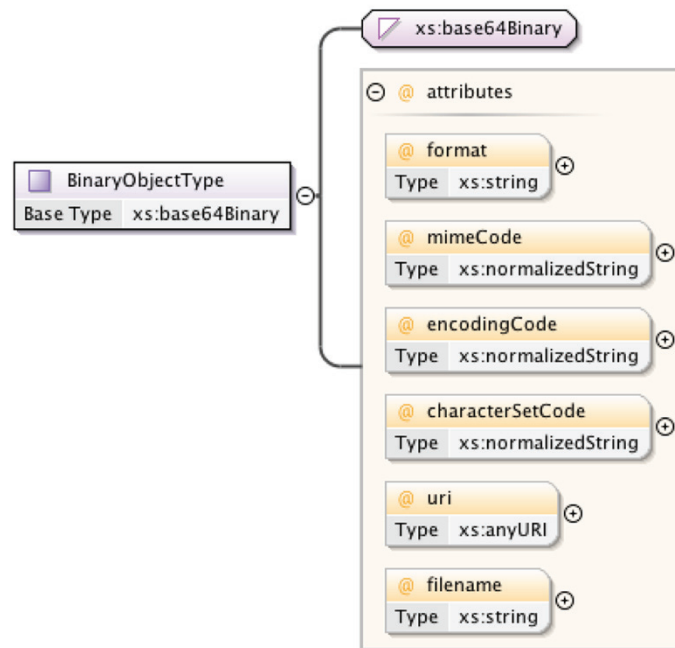 xs:base64Binary
@ attributes
@ format
Type xs:string
BinaryObjectType
Base Type xs:base64Binary
@ mimeCode
Type xs:normalizedString
@ encodingCode
Type xs:normalizedString
@ characterSetCode
Type xs:normalizedString
@ uri
Type xs:anyURI
@ filename
Type xs:string